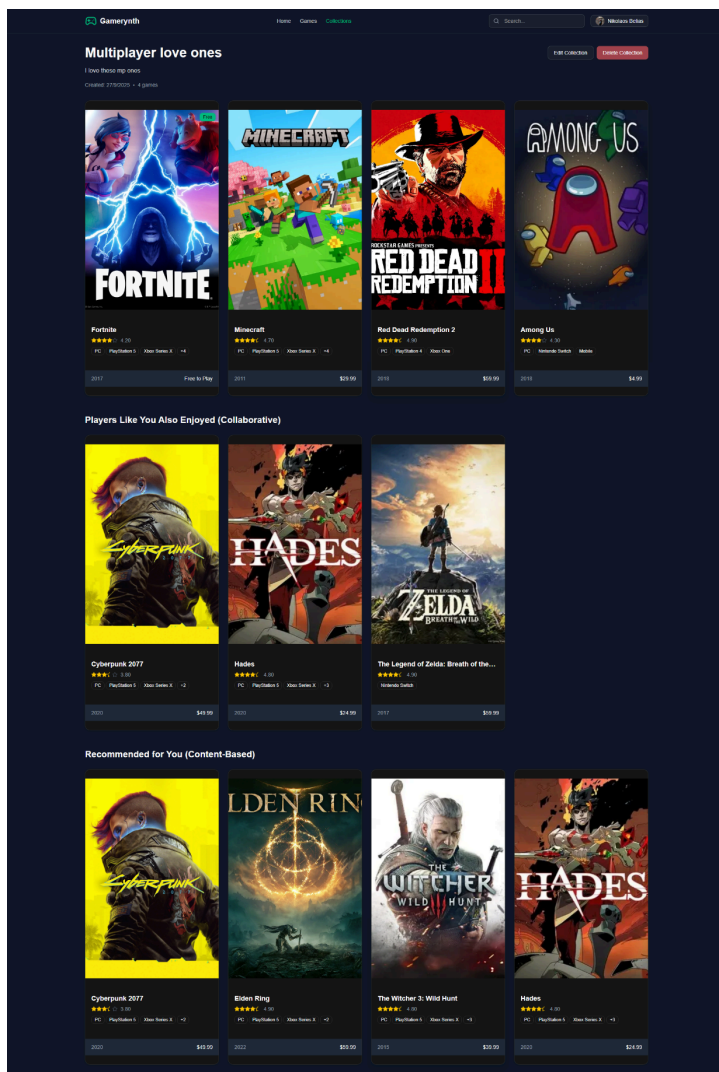 Gamerynth
Home Games Collections
Search...
Nikolaos Belias
Multiplayer love ones
Edit Collection
Delete Collection
I love these mp ones
Created: 27/9/2025 • 4 games
Free
FORTNITE
MINECRAFT
ROCKSTAR GAMES PRESENTS
RED DEAD
REDEMPTION II
AMONG US
Fortnite
4.20
PC PlayStation 5 Xbox Series X +4
2017 Free to Play
Minecraft
4.70
PC PlayStation 5 Xbox Series X +4
2011 $29.99
Red Dead Redemption 2
4.90
PC PlayStation 4 Xbox One
2018 $59.99
Among Us
4.30
PC Nintendo Switch Mobile
2018 $4.99
Players Like You Also Enjoyed (Collaborative)
Cyberpunk
HADES
THE LEGEND OF
ZELDA
BREATH OF THE WILD
Cyberpunk 2077
3.80
PC PlayStation 5 Xbox Series X +2
2020 $49.99
Hades
4.80
PC PlayStation 5 Xbox Series X +3
2020 $24.99
The Legend of Zelda: Breath of the...
4.90
Nintendo Switch
2017 $59.99
Recommended for You (Content-Based)
Cyberpunk
LDEN RING
THE
WITCHER
WILD HUNT
HADES
Cyberpunk 2077
3.80
PC PlayStation 5 Xbox Series X +2
2020 $49.99
Elden Ring
4.90
PC PlayStation 5 Xbox Series X +2
2022 $59.99
The Witcher 3: Wild Hunt
4.80
PC PlayStation 5 Xbox Series X +3
2015 $39.99
Hades
4.80
PC PlayStation 5 Xbox Series X +3
2020 $24.99